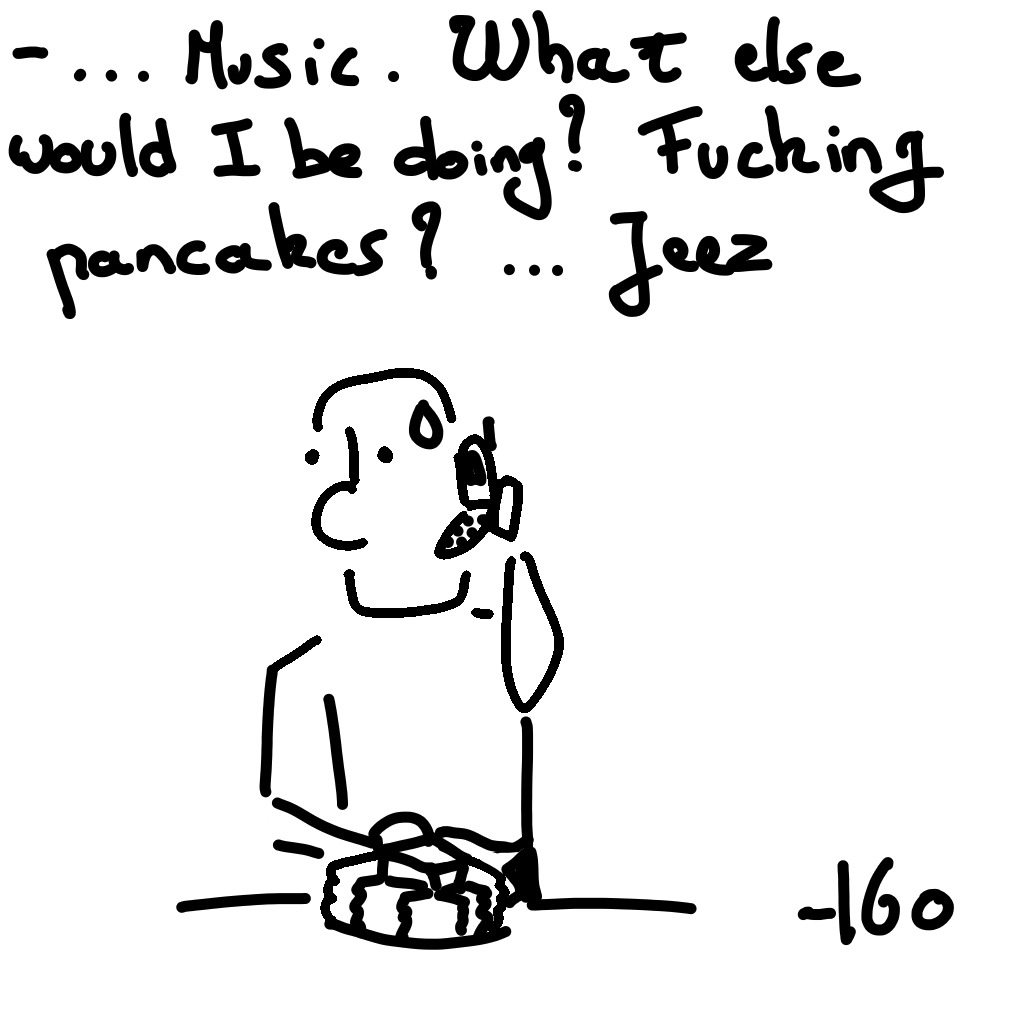 - ... Music. What else
would I be doing? Fucking
pancakes? ... Jeez
-160